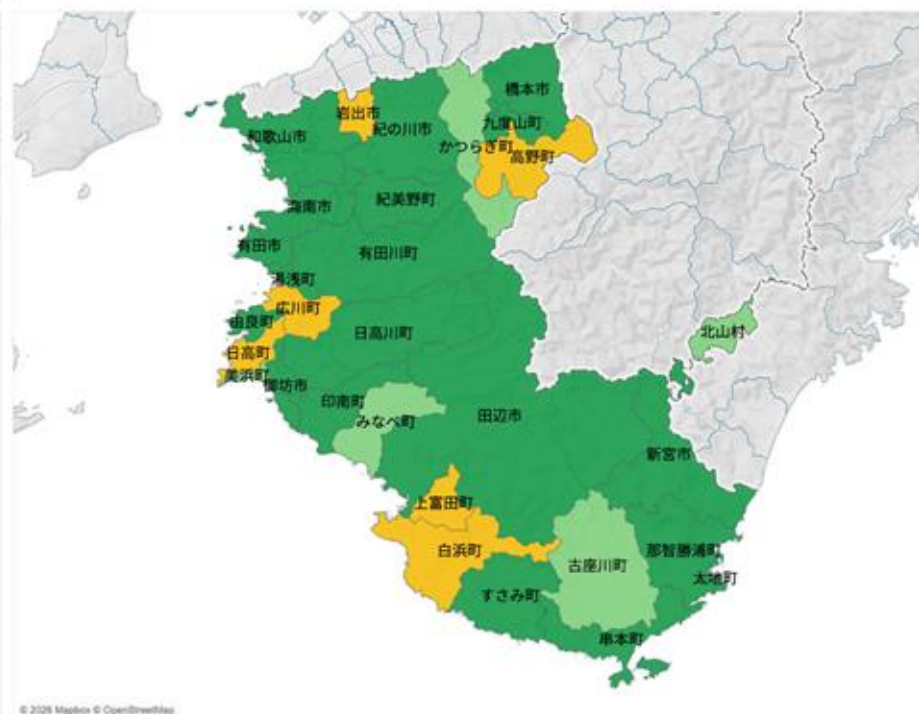 橋本市
岩出市
九度山町
紀の川市
和歌山市
かつらぎ町
高野町
紀美野町
海南市
有田市
有田川町
湯浅町
広川町
由良町
日高川町
北山村
日高町
美浜町
御坊市
印南町
みなべ町
田辺市
新宮市
上富田町
白浜町
那智勝浦町
古座川町
太地町
すさみ町
串本町
© 2026 Mapbox © OpenStreetMap